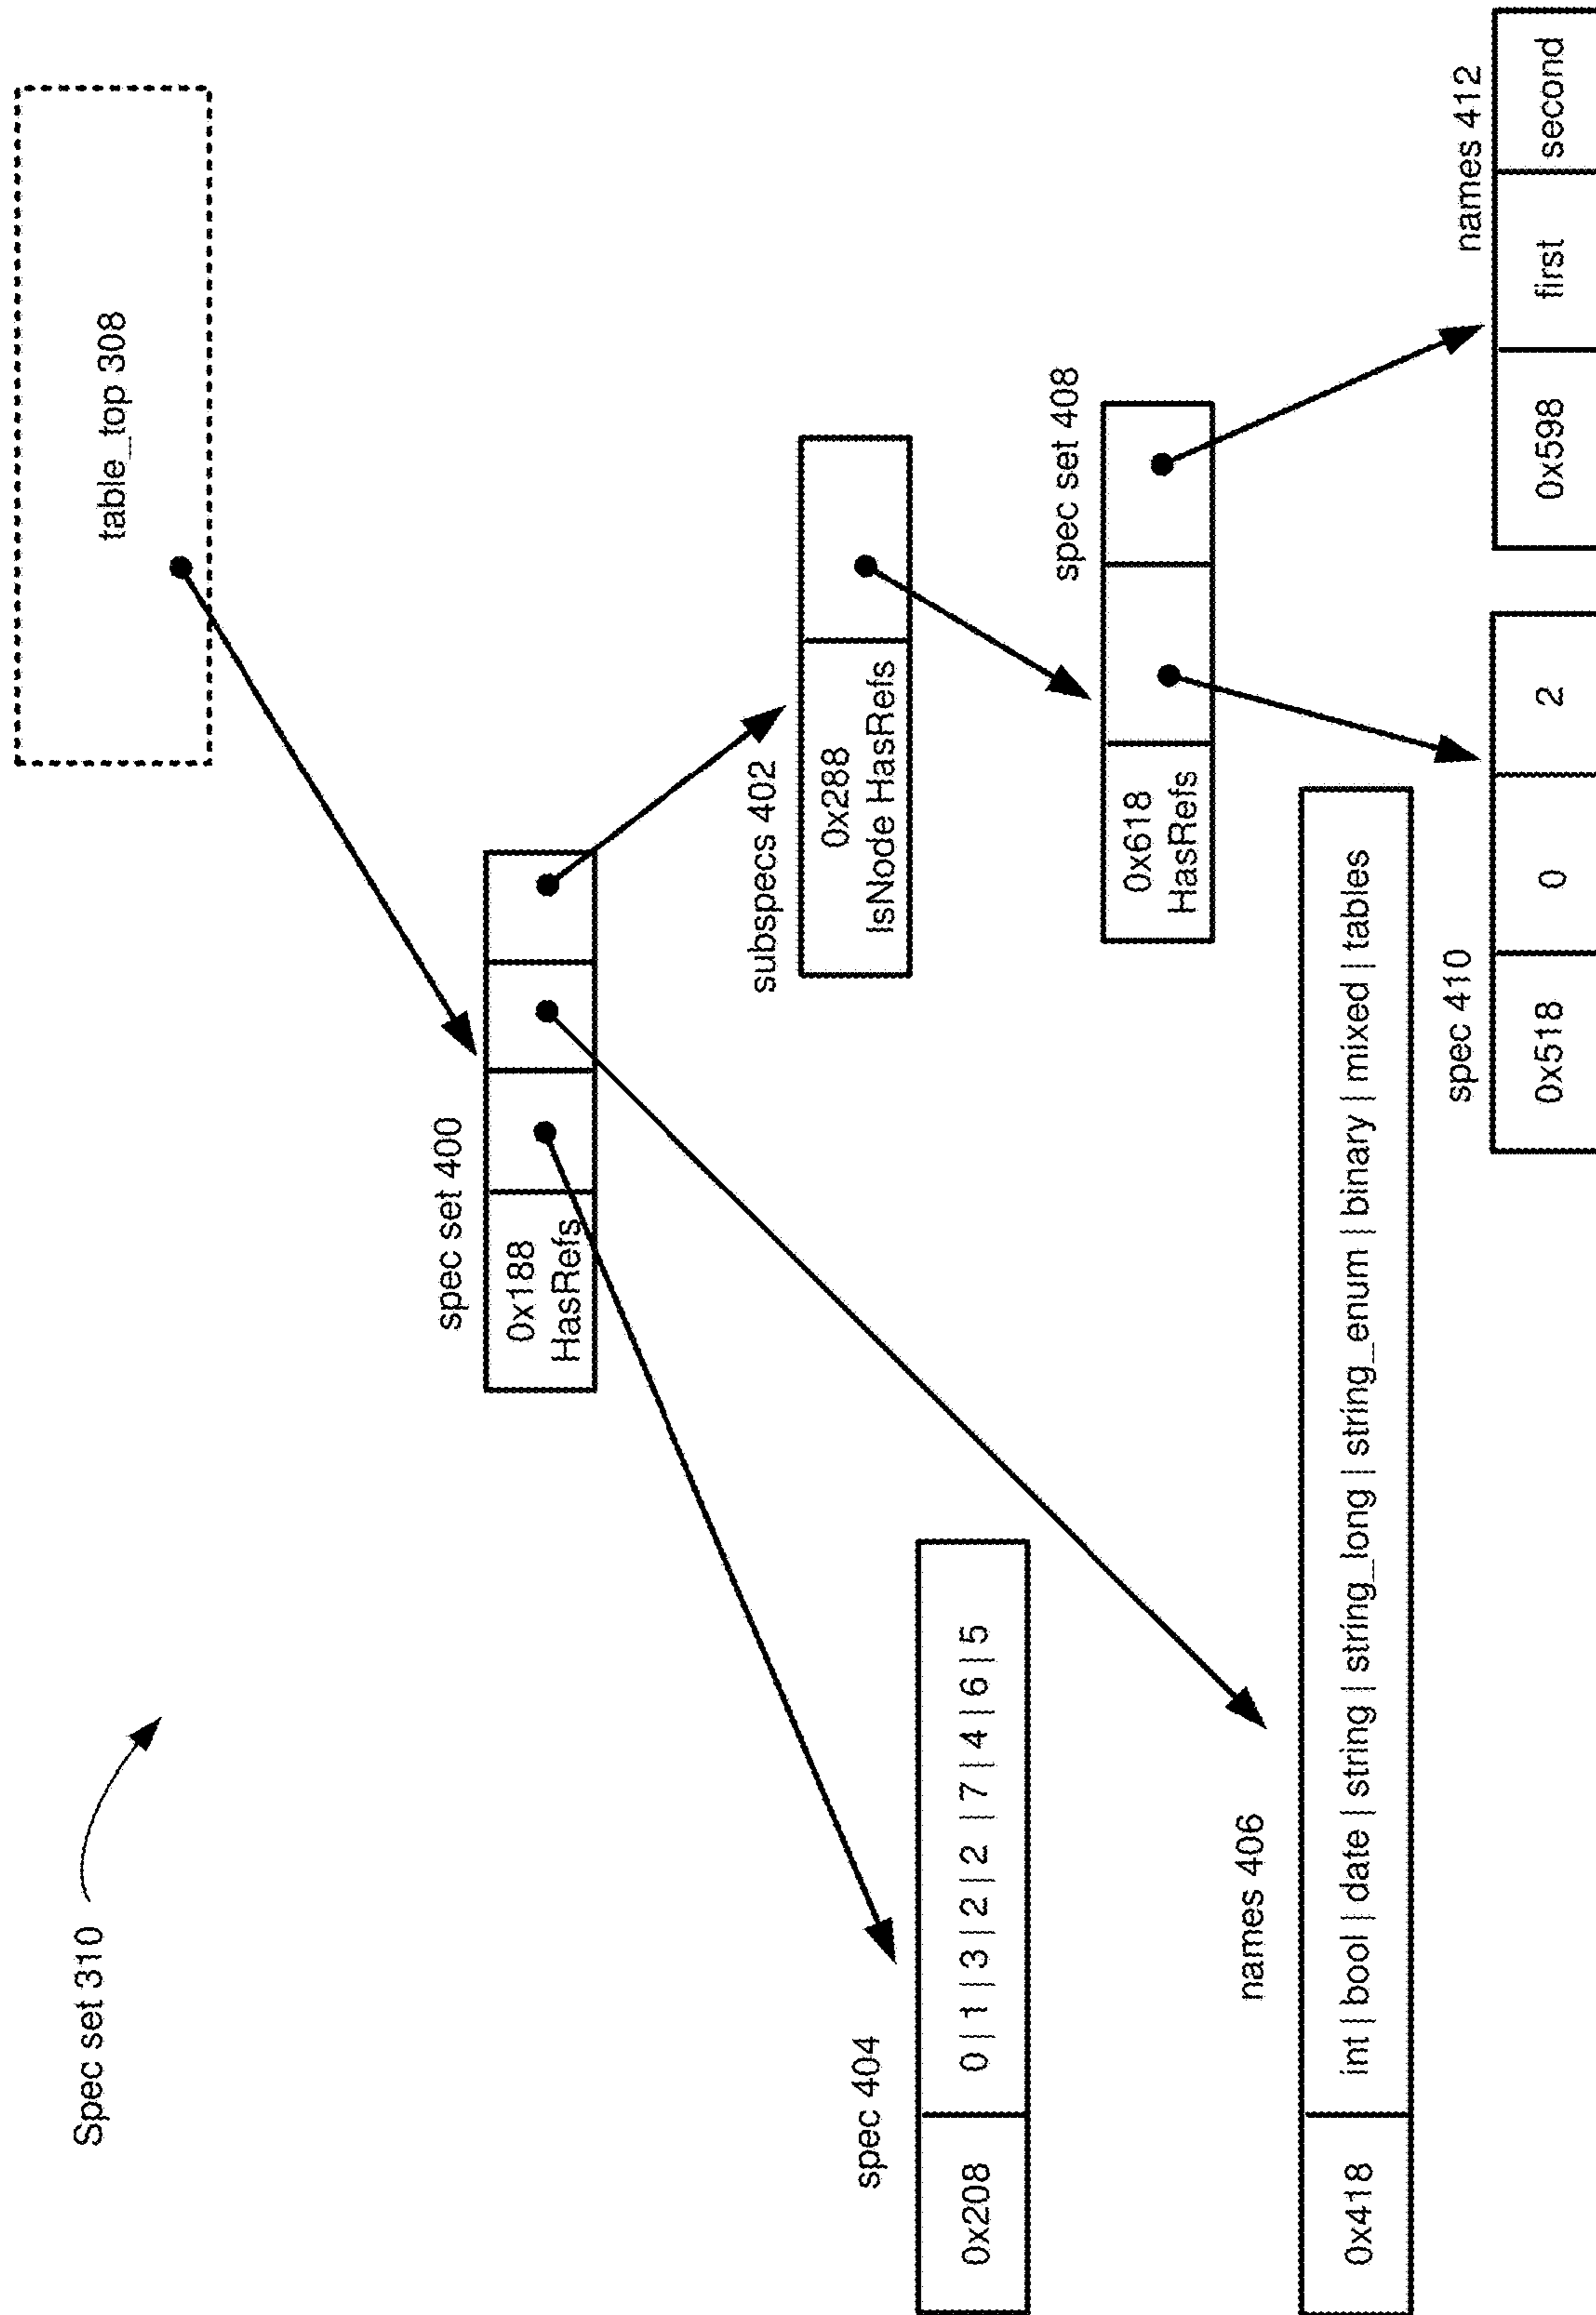 Spec set 310
table_top 308
spec set 400
0x188
HasRefs
subspecs 402
0x288
IsNode HasRefs
spec 404
0x208
0 | 1 | 3 | 2 | 2 | 7 | 4 | 6 | 5
spec set 408
0x618
HasRefs
names 406
0x418
int | bool | date | string | string_long | string_enum | binary | mixed | tables
spec 410
0x518
0
2
names 412
0x598
first
second